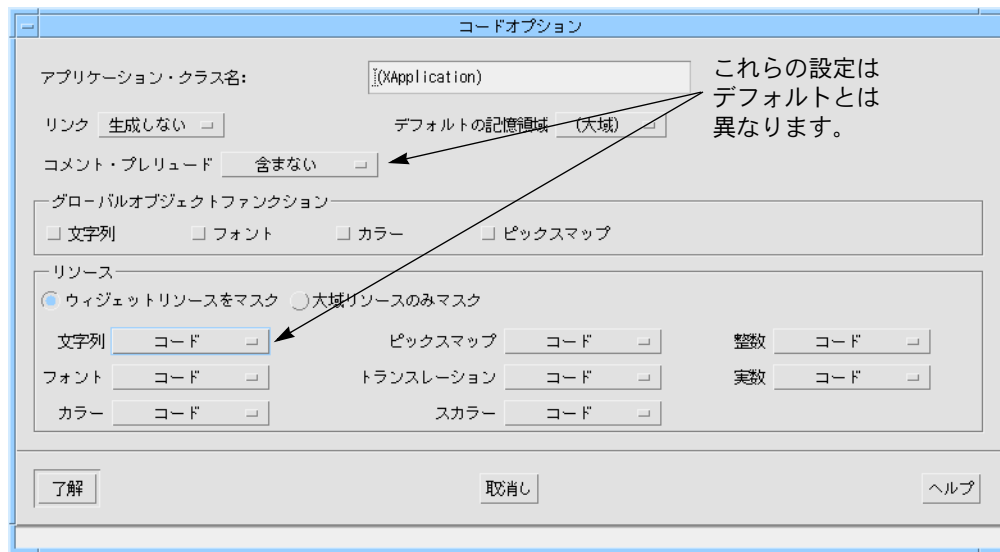 コードオプション
アプリケーション・クラス名: (XApplication)
これらの設定は
デフォルトとは
異なります。
リンク 生成しない デフォルトの記憶領域 (大域)
コメント・プレリュード 含まない
グローバルオブジェクトファンクション
文字列 フォント カラー ピックスマップ
リソース
ウィジェットリソースをマスク 大域リソースのみマスク
文字列 コード ピックスマップ コード 整数 コード
フォント コード トランスレーション コード 実数 コード
カラー コード スカラー コード
了解 取消し ヘルプ